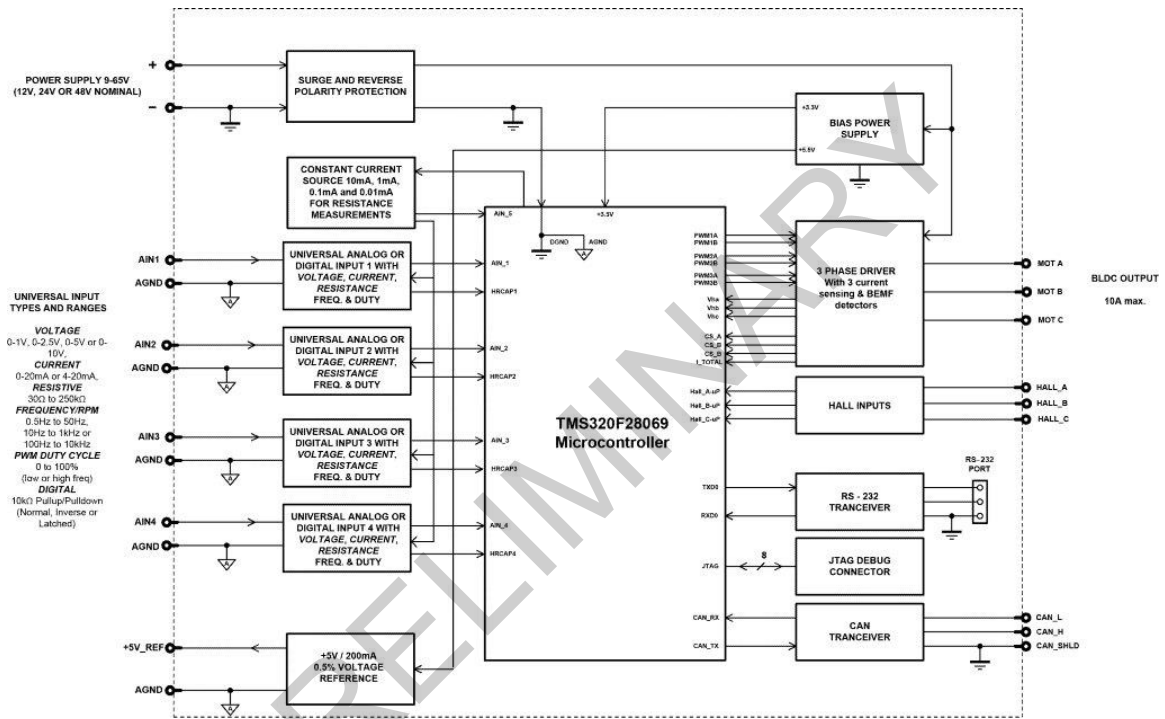 POWER SUPPLY 9-65V
(12V, 24V OR 48V NOMINAL)
+
−
SURGE AND REVERSE
POLARITY PROTECTION
+3.3V
BIAS POWER
SUPPLY
+5.5V
CONSTANT CURRENT
SOURCE 10mA, 1mA,
0.1mA and 0.01mA
FOR RESISTANCE
MEASUREMENTS
UNIVERSAL INPUT
TYPES AND RANGES
VOLTAGE
0-1V, 0-2.5V, 0-5V or 0-
10V,
CURRENT
0-20mA or 4-20mA,
RESISTIVE
30Ω to 250kΩ
FREQUENCY/RPM
0.5Hz to 50Hz,
10Hz to 1kHz or
100Hz to 10kHz
PWM DUTY CYCLE
0 to 100%
(low or high freq)
DIGITAL
10kΩ Pullup/Pulldown
(Normal, Inverse or
Latched)
AIN1
AGND
A
UNIVERSAL ANALOG OR
DIGITAL INPUT 1 WITH
VOLTAGE, CURRENT,
RESISTANCE
FREQ. & DUTY
AIN2
AGND
A
UNIVERSAL ANALOG OR
DIGITAL INPUT 2 WITH
VOLTAGE, CURRENT,
RESISTANCE
FREQ. & DUTY
AIN3
AGND
A
UNIVERSAL ANALOG OR
DIGITAL INPUT 3 WITH
VOLTAGE, CURRENT,
RESISTANCE
FREQ. & DUTY
AIN4
AGND
A
UNIVERSAL ANALOG OR
DIGITAL INPUT 4 WITH
VOLTAGE, CURRENT,
RESISTANCE
FREQ. & DUTY
+5V_REF
AGND
A
+5V / 200mA
0.5% VOLTAGE
REFERENCE
AIN_5
+3.3V
DGND
AGND
A
AIN_1
HRCAP1
AIN_2
HRCAP2
AIN_3
HRCAP3
AIN_4
HRCAP4
TMS320F28069
Microcontroller
PWM1A
PWM1B
PWM2A
PWM2B
PWM3A
PWM3B
Vha
Vhb
Vhc
CS_A
CS_B
CS_B
I_TOTAL
Hall_A-uP
Hall_B-uP
Hall_C-uP
TXD0
RXD0
JTAG
8
CAN_RX
CAN_TX
3 PHASE DRIVER
With 3 current
sensing & BEMF
detectors
MOT A
MOT B
MOT C
BLDC OUTPUT
10A max.
HALL INPUTS
HALL_A
HALL_B
HALL_C
RS - 232
TRANCEIVER
RS-232
PORT
JTAG DEBUG
CONNECTOR
CAN
TRANCEIVER
CAN_L
CAN_H
CAN_SHLD
PRELIMINARY